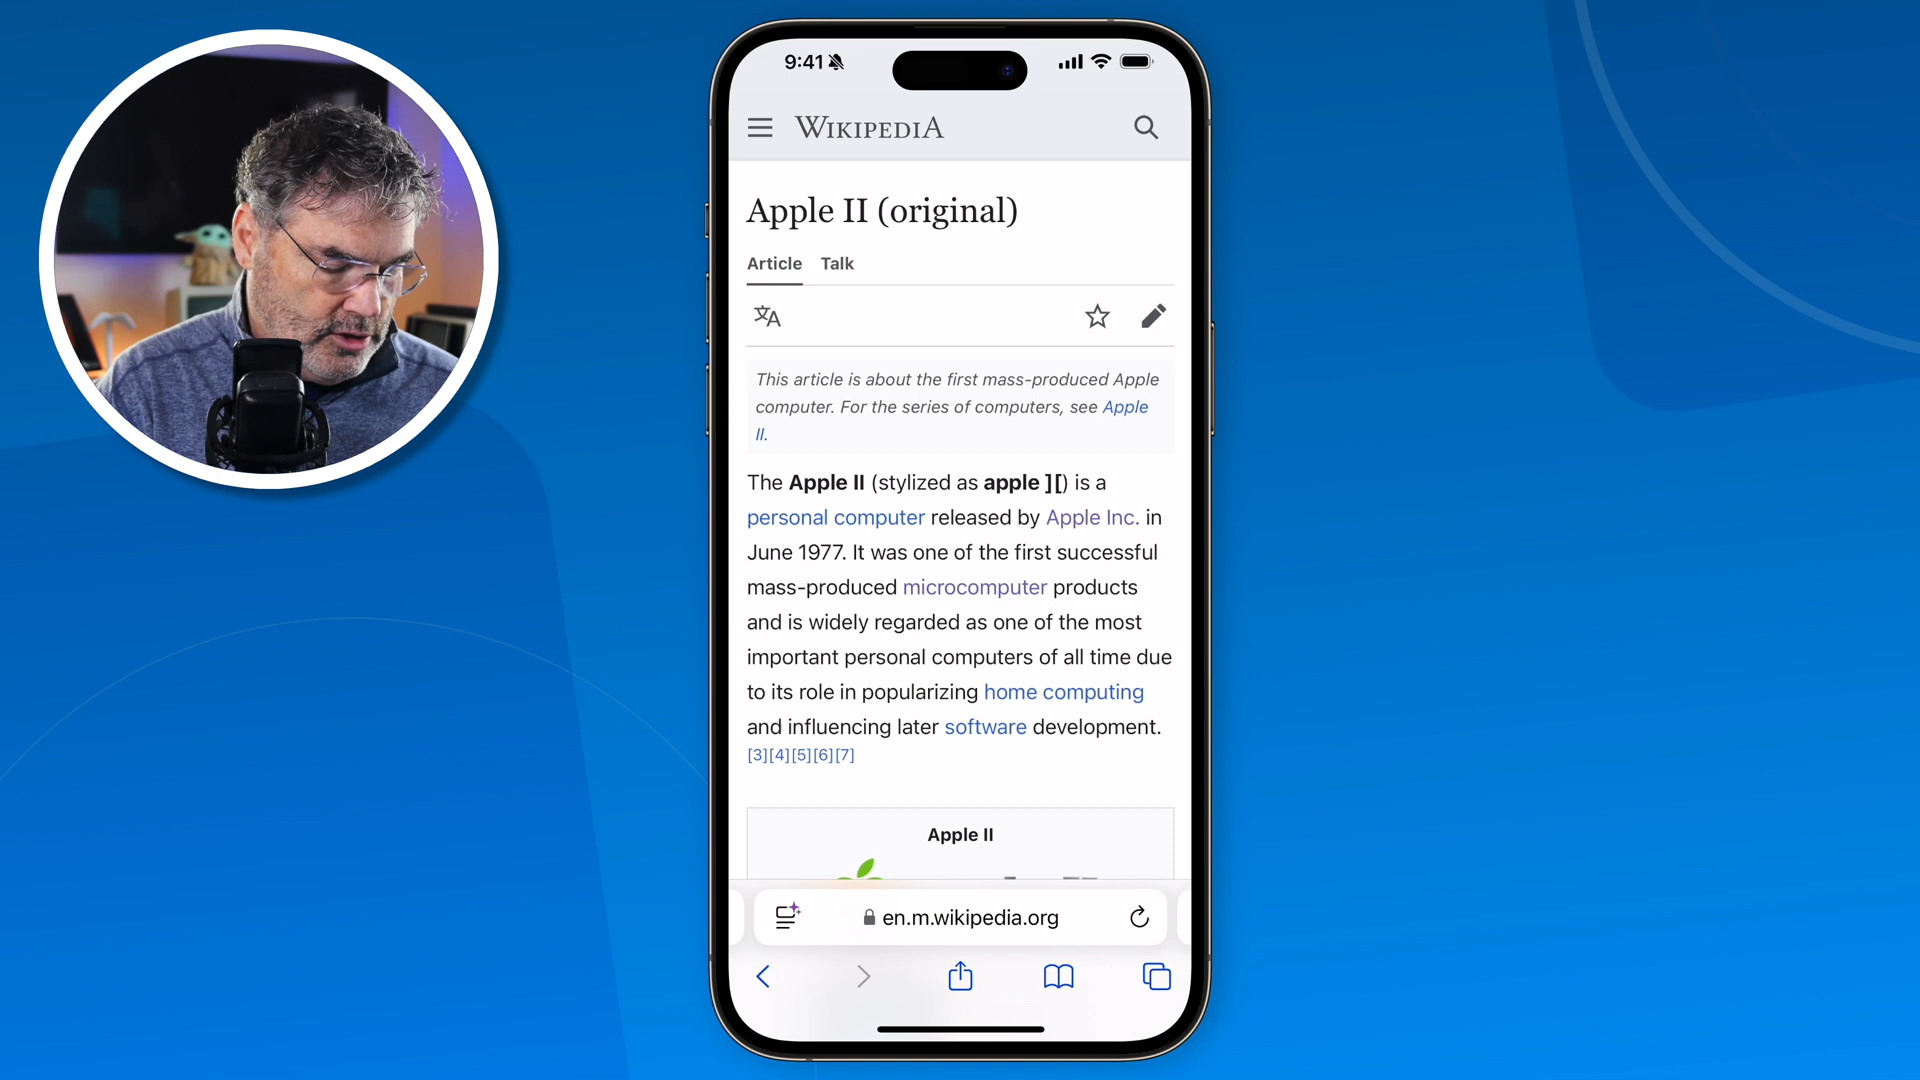 9:41
WIKIPEDIA
Apple II (original)
Article Talk
文A
This article is about the first mass-produced Apple
computer. For the series of computers, see Apple
II.
The Apple II (stylized as apple ][) is a
personal computer released by Apple Inc. in
June 1977. It was one of the first successful
mass-produced microcomputer products
and is widely regarded as one of the most
important personal computers of all time due
to its role in popularizing home computing
and influencing later software development.
[3][4][5][6][7]
Apple II
en.m.wikipedia.org